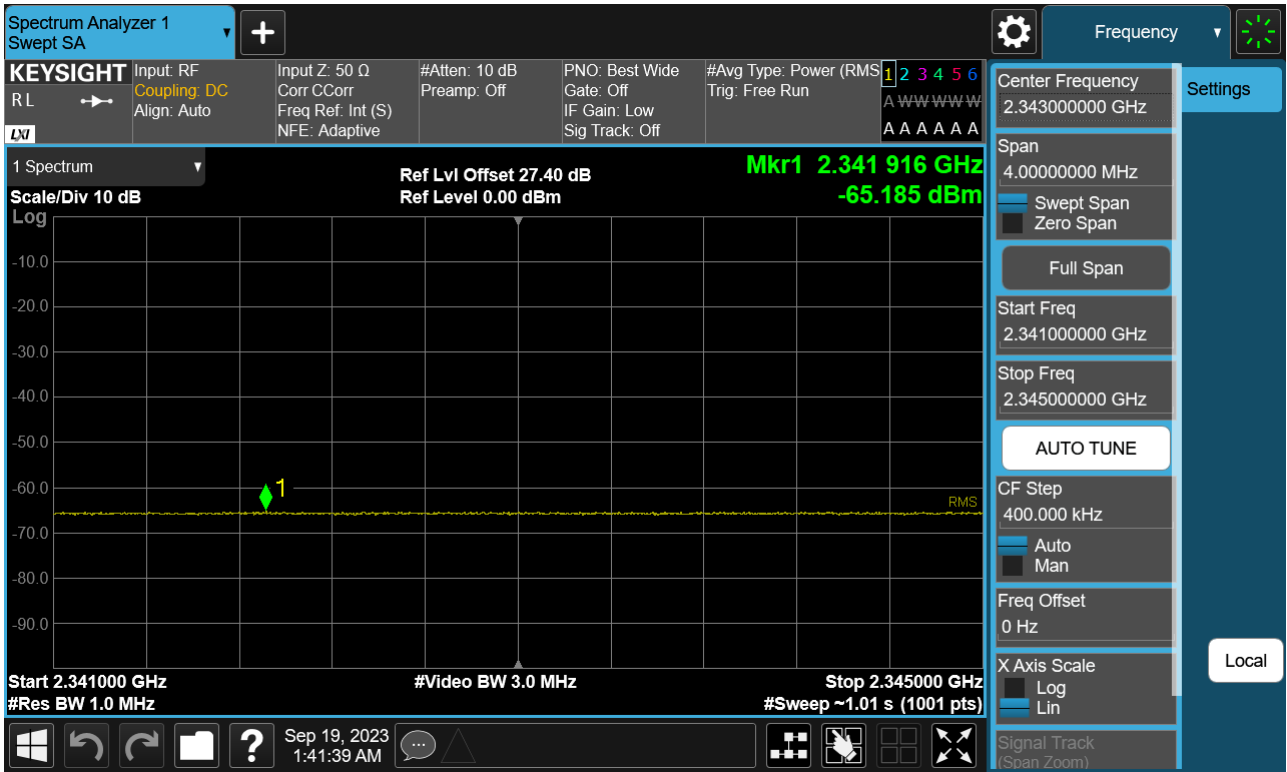 Spectrum Analyzer 1
Swept SA
+
Frequency
KEYSIGHT
R L
LXI
Input: RF
Coupling: DC
Align: Auto
Input Z: 50 Ω
Corr CCorr
Freq Ref: Int (S)
NFE: Adaptive
#Atten: 10 dB
Preamp: Off
PNO: Best Wide
Gate: Off
IF Gain: Low
Sig Track: Off
#Avg Type: Power (RMS
Trig: Free Run
1 2 3 4 5 6
A W W W W W
A A A A A A
1 Spectrum
Scale/Div 10 dB
Log
Ref Lvl Offset 27.40 dB
Ref Level 0.00 dBm
Mkr1 2.341 916 GHz
-65.185 dBm
-10.0
-20.0
-30.0
-40.0
-50.0
-60.0
-70.0
-80.0
-90.0
1
RMS
Start 2.341000 GHz
#Res BW 1.0 MHz
#Video BW 3.0 MHz
Stop 2.345000 GHz
#Sweep ~1.01 s (1001 pts)
Center Frequency
2.343000000 GHz
Span
4.00000000 MHz
Swept Span
Zero Span
Full Span
Start Freq
2.341000000 GHz
Stop Freq
2.345000000 GHz
AUTO TUNE
CF Step
400.000 kHz
Auto
Man
Freq Offset
0 Hz
X Axis Scale
Log
Lin
Signal Track
(Span Zoom)
Settings
Local
?
Sep 19, 2023
1:41:39 AM